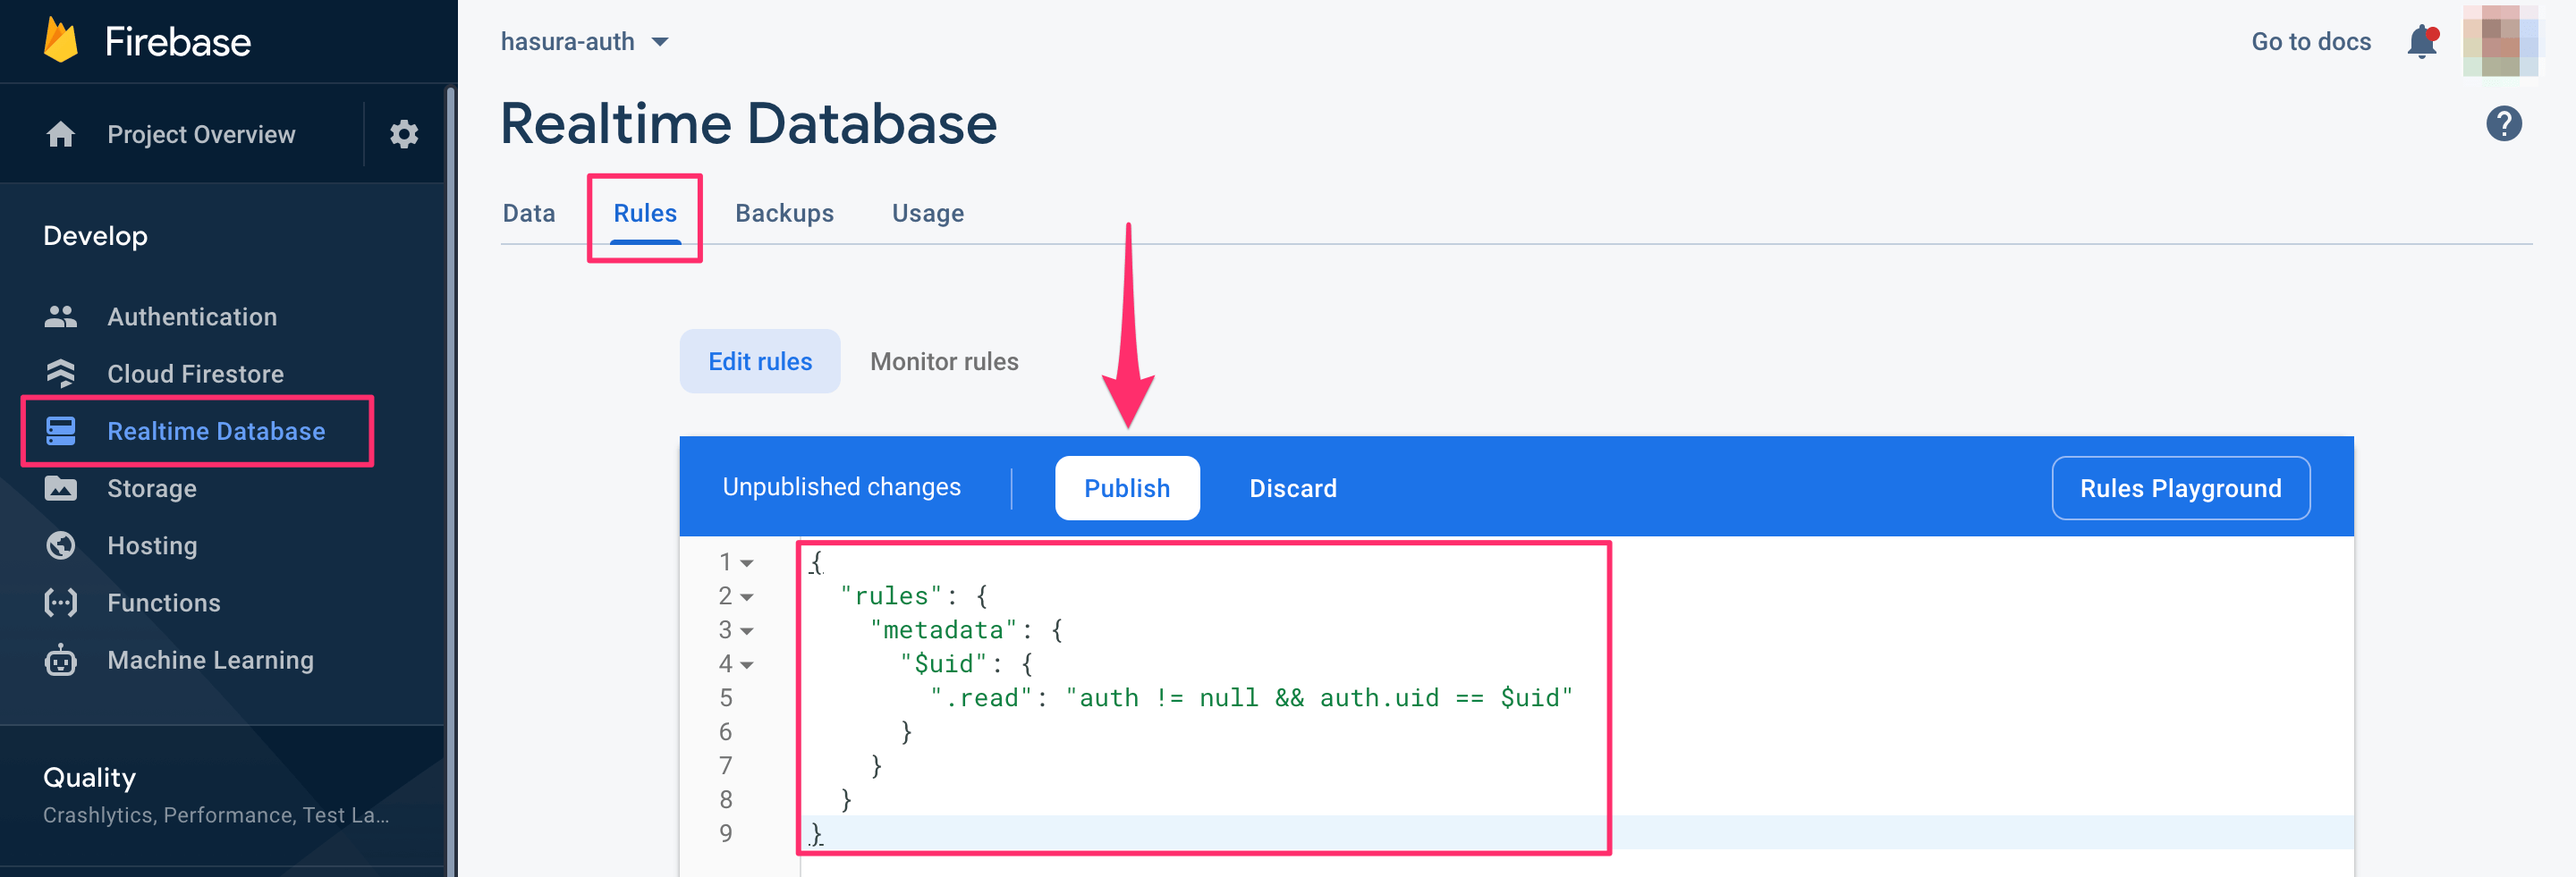 Firebase
hasura-auth
Go to docs
Project Overview
Realtime Database
?
Data Rules Backups Usage
Develop
Authentication
Cloud Firestore
Realtime Database
Storage
Hosting
Functions
Machine Learning
Quality
Crashlytics, Performance, Test La...
Edit rules Monitor rules
Unpublished changes Publish Discard Rules Playground
1 {
2   "rules": {
3     "metadata": {
4       "$uid": {
5         ".read": "auth != null && auth.uid == $uid"
6       }
7     }
8   }
9 }